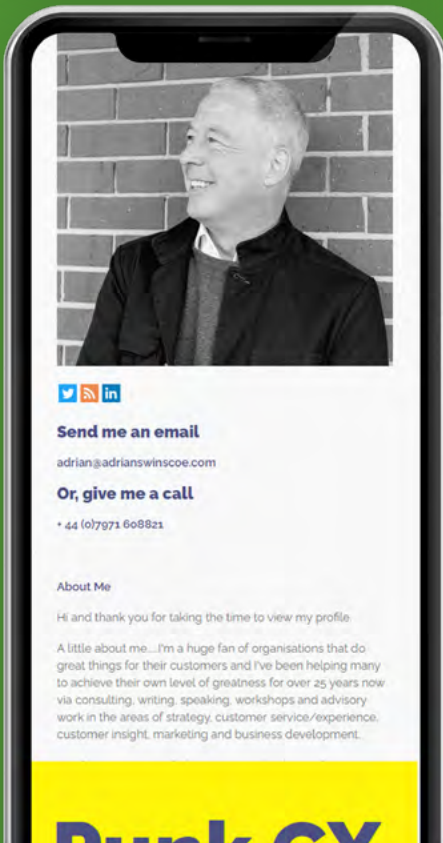 in
Send me an email
adrian@adrianswinscoe.com
Or, give me a call
+ 44 (0)7971 608821
About Me
Hi and thank you for taking the time to view my profile.
A little about me....I'm a huge fan of organisations that do
great things for their customers and I've been helping many
to achieve their own level of greatness for over 25 years now
via consulting, writing, speaking, workshops and advisory
work in the areas of strategy, customer service/experience,
customer insight, marketing and business development.
Punk CX